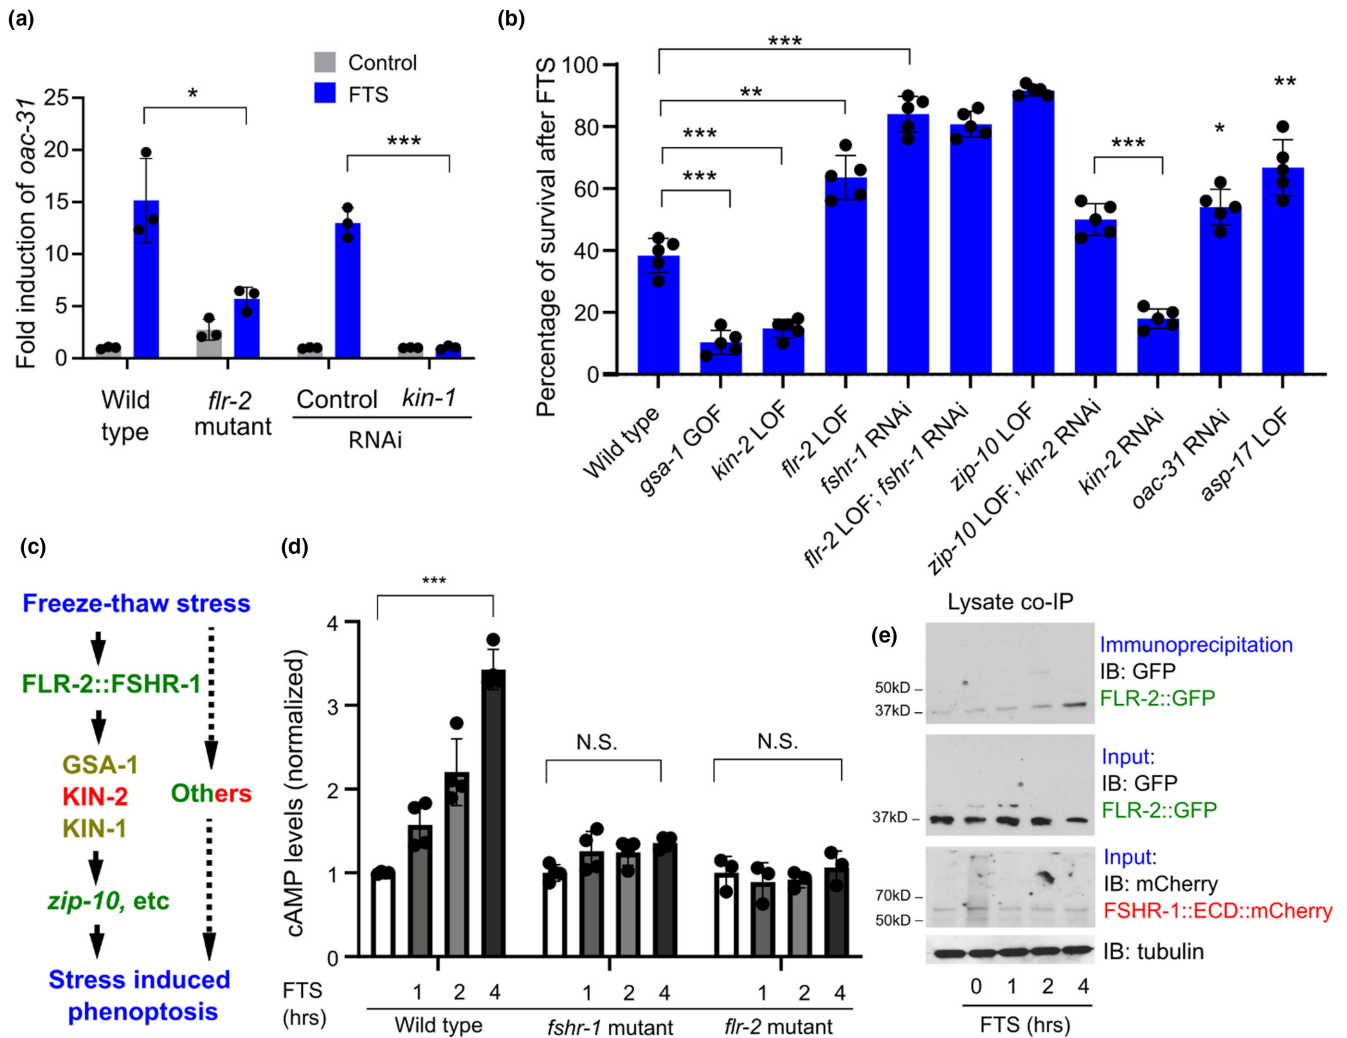 (a)
Control
FTS
Fold induction of oac-31
25
20
15
10
5
0
*
***
Wild type
flr-2 mutant
Control
kin-1
RNAi
(b)
Percentage of survival after FTS
100
80
60
40
20
0
***
**
***
***
***
*
**
Wild type
gsa-1 GOF
kin-2 LOF
flr-2 LOF
fshr-1 RNAi
flr-2 LOF; fshr-1 RNAi
zip-10 LOF
zip-10 LOF; kin-2 RNAi
kin-2 RNAi
oac-31 RNAi
asp-17 LOF
(c)
Freeze-thaw stress
FLR-2::FSHR-1
GSA-1
KIN-2
KIN-1
Others
zip-10, etc
Stress induced
phenoptosis
(d)
cAMP levels (normalized)
4
3
2
1
0
***
N.S.
N.S.
FTS
(hrs)
1 2 4
1 2 4
1 2 4
Wild type
fshr-1 mutant
flr-2 mutant
(e)
Lysate co-IP
50kD
37kD
Immunoprecipitation
IB: GFP
FLR-2::GFP
37kD
Input:
IB: GFP
FLR-2::GFP
70kD
50kD
Input:
IB: mCherry
FSHR-1::ECD::mCherry
IB: tubulin
0 1 2 4
FTS (hrs)